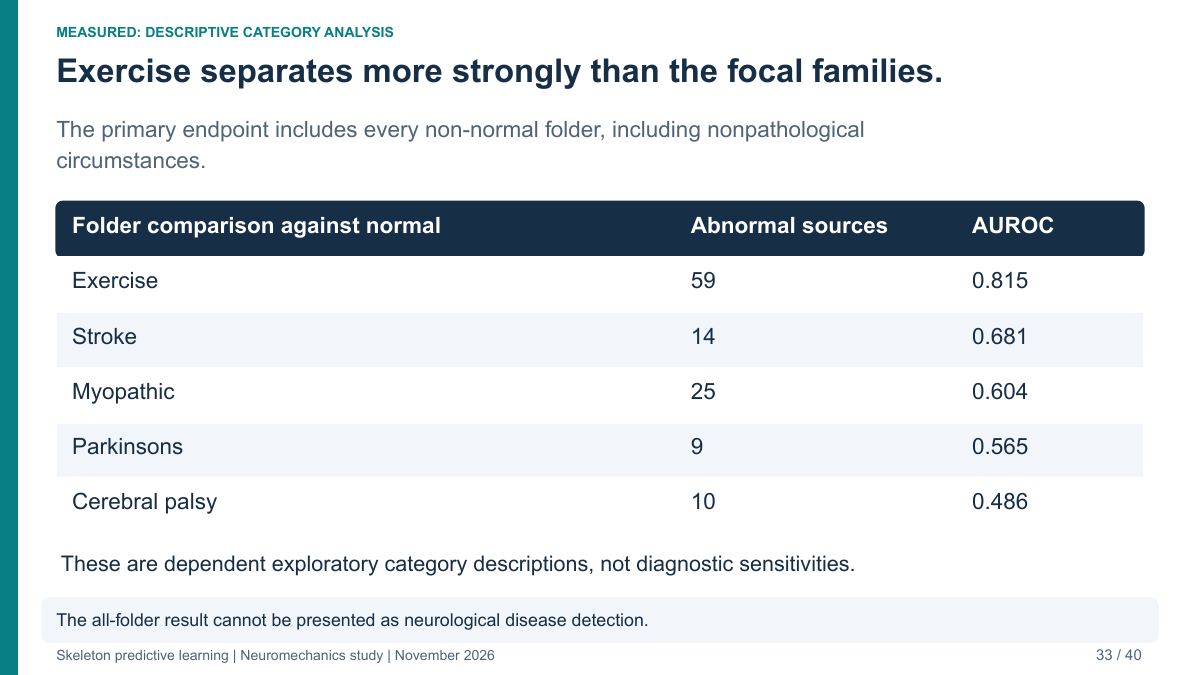 MEASURED: DESCRIPTIVE CATEGORY ANALYSIS
Exercise separates more strongly than the focal families.
The primary endpoint includes every non-normal folder, including nonpathological
circumstances.
Folder comparison against normal Abnormal sources AUROC
Exercise 59 0.815
Stroke 14 0.681
Myopathic 25 0.604
Parkinsons 9 0.565
Cerebral palsy 10 0.486
These are dependent exploratory category descriptions, not diagnostic sensitivities.
The all-folder result cannot be presented as neurological disease detection.
Skeleton predictive learning | Neuromechanics study | November 2026 33 / 40